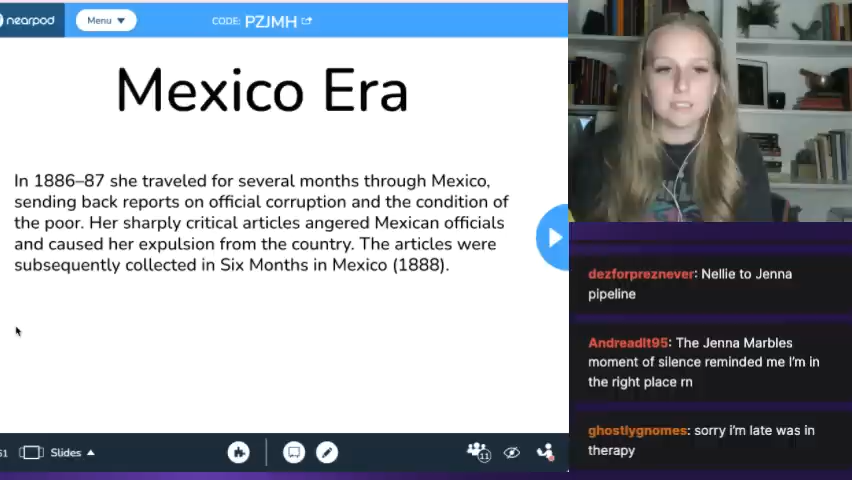 nearpod
Menu
CODE: PZJMH
Mexico Era
In 1886–87 she traveled for several months through Mexico,
sending back reports on official corruption and the condition of
the poor. Her sharply critical articles angered Mexican officials
and caused her expulsion from the country. The articles were
subsequently collected in Six Months in Mexico (1888).
dezforpreznever: Nellie to Jenna
pipeline
AndreadIt95: The Jenna Marbles
moment of silence reminded me I'm in
the right place rn
ghostlygnomes: sorry i'm late was in
therapy
Slides
11